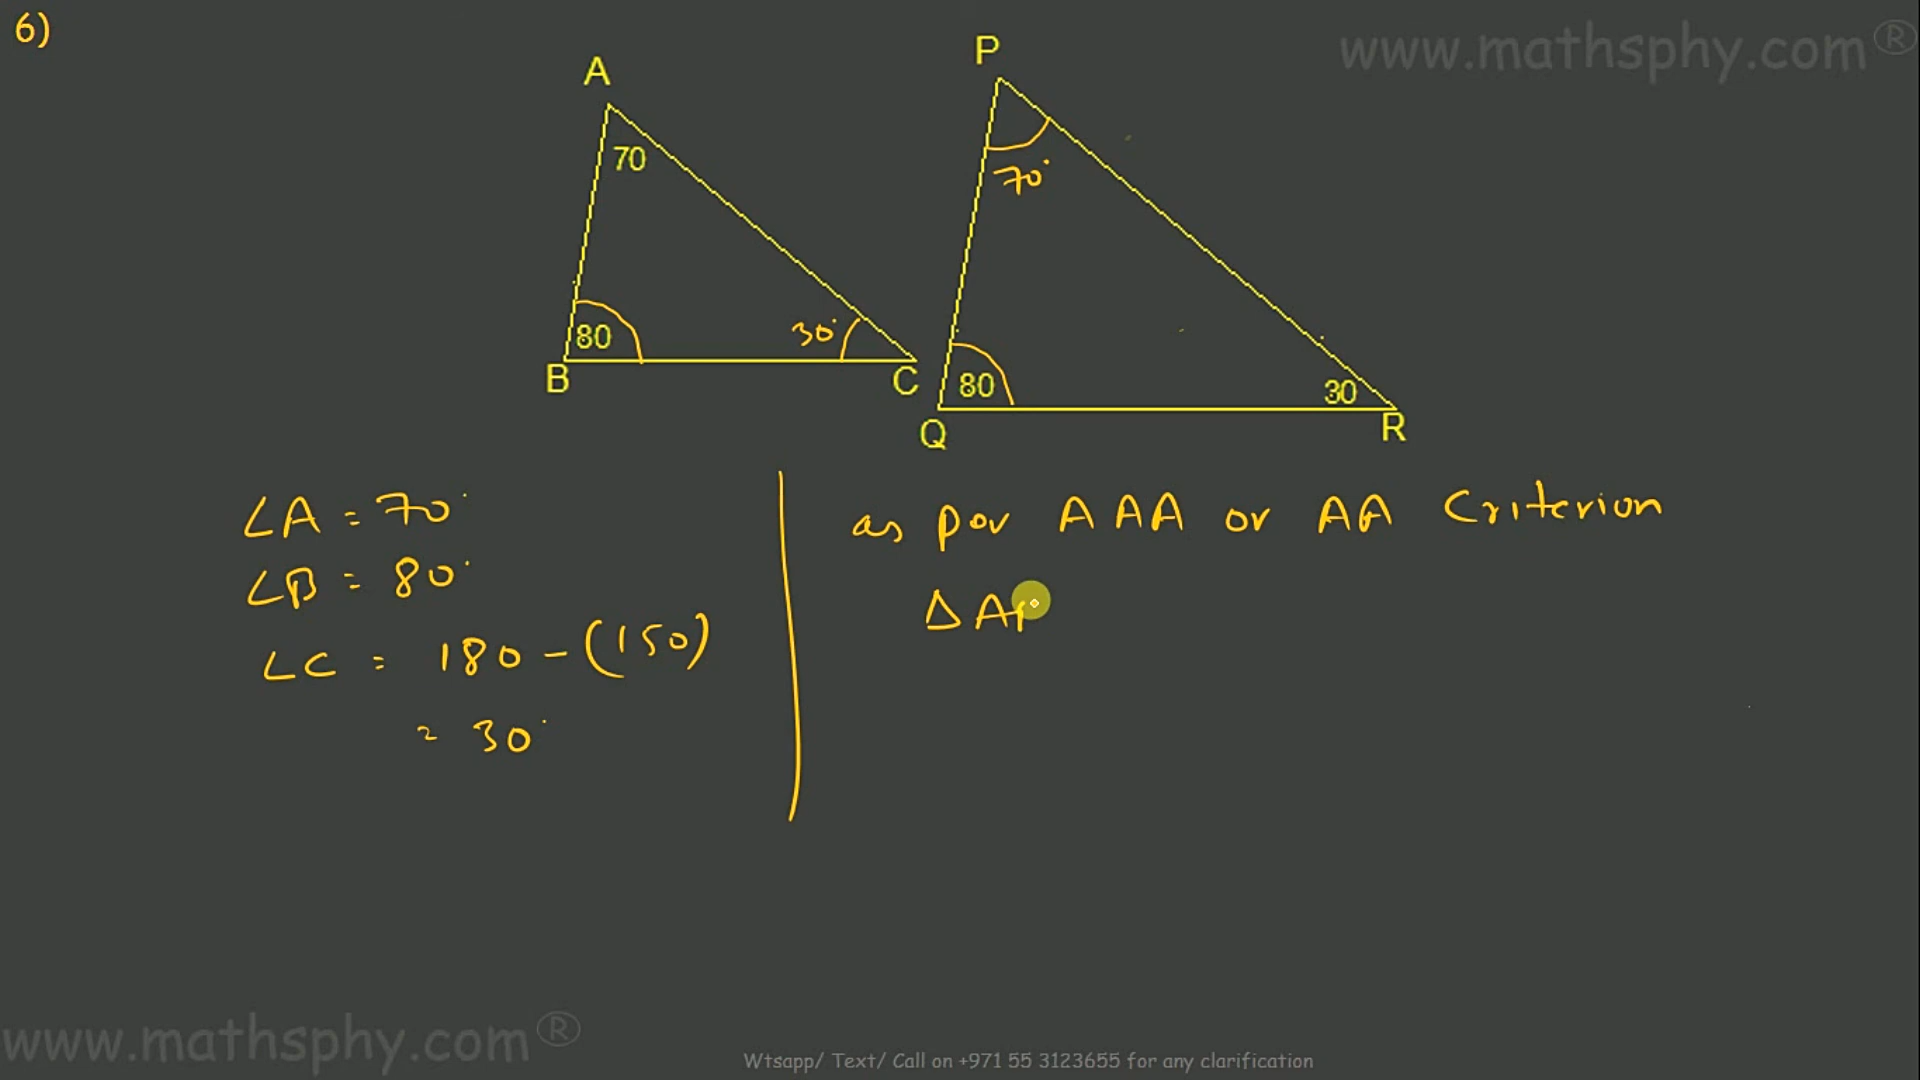 6)
www.mathsphy.com®
A
P
70
70°
80
30°
B
C
80
30
Q
R
∠A = 70°
∠B = 80°
∠C = 180 - (150)
= 30°
as per AAA or AA Criterion
Δ A
www.mathsphy.com®
Wtsapp/ Text/ Call on +971 55 3123655 for any clarification